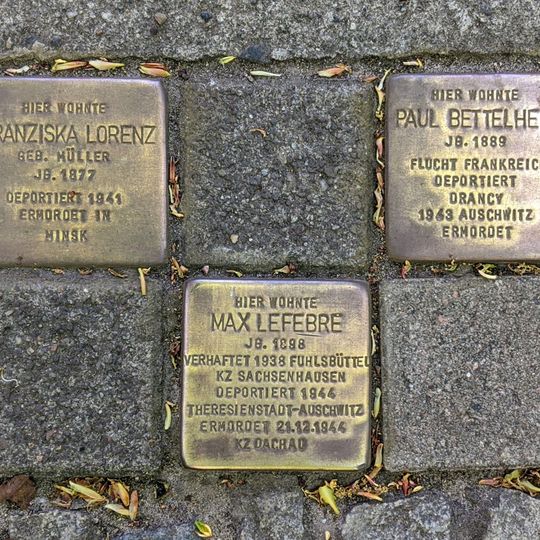 HIER WOHNTE
RANZISKA LORENZ
GEB. MÜLLER
JG. 1877
DEPORTIERT 1941
ERMORDET IN
MINSK
HIER WOHNTE
PAUL BETTELHE
JG. 1889
FLUCHT FRANKREICH
DEPORTIERT
DRANCY
1943 AUSCHWITZ
ERMORDET
HIER WOHNTE
MAX LEFEBRE
JG. 1898
VERHAFTET 1938 FUHLSBÜTTEL
KZ SACHSENHAUSEN
DEPORTIERT 1944
THERESIENSTADT-AUSCHWITZ
ERMORDET 21.12.1944
KZ DACHAU